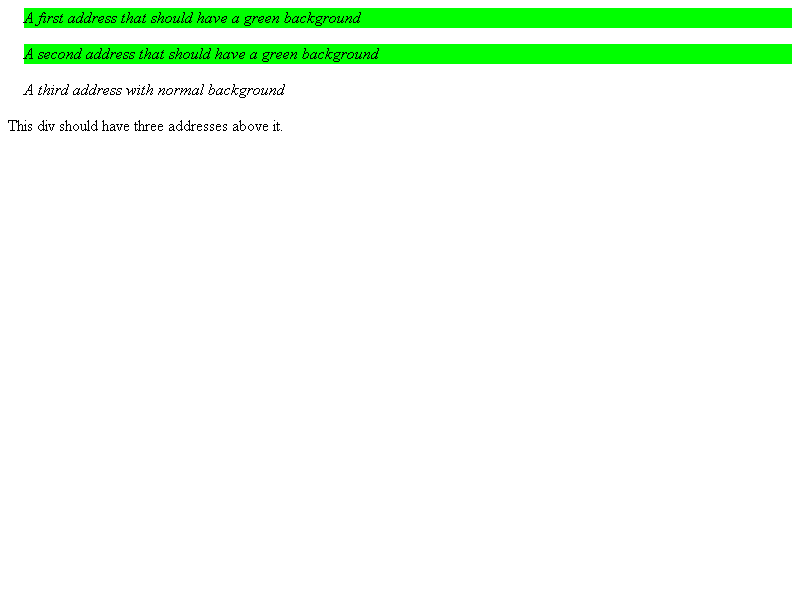 A first address that should have a green background
A second address that should have a green background
A third address with normal background
This div should have three addresses above it.